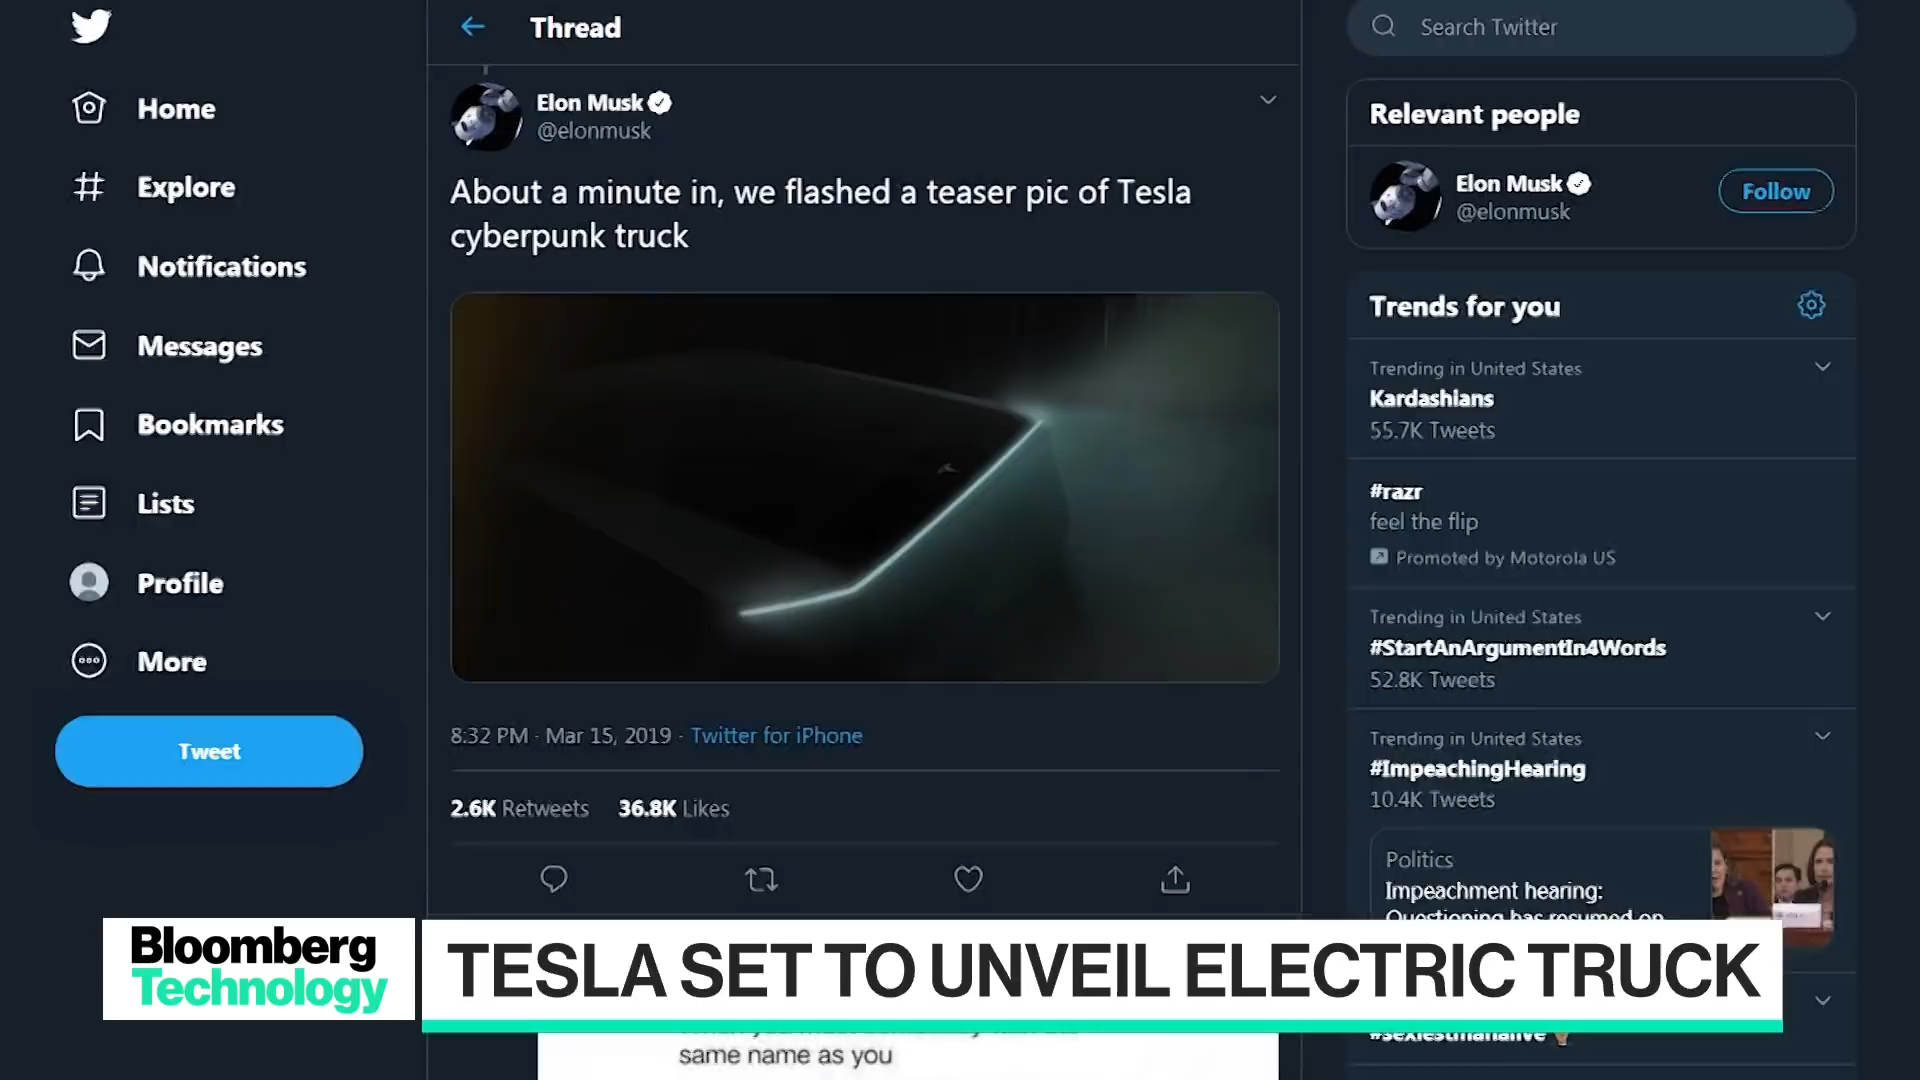 Home
Explore
Notifications
Messages
Bookmarks
Lists
Profile
More
Tweet
Thread
Elon Musk
@elonmusk
About a minute in, we flashed a teaser pic of Tesla
cyberpunk truck
8:32 PM · Mar 15, 2019 · Twitter for iPhone
2.6K Retweets 36.8K Likes
same name as you
Search Twitter
Relevant people
Elon Musk
@elonmusk
Follow
Trends for you
Trending in United States
Kardashians
55.7K Tweets
#razr
feel the flip
Promoted by Motorola US
Trending in United States
#StartAnArgumentIn4Words
52.8K Tweets
Trending in United States
#ImpeachingHearing
10.4K Tweets
Politics
Impeachment hearing:
Questioning has resumed on
#sexiestmanalive
Bloomberg
Technology
TESLA SET TO UNVEIL ELECTRIC TRUCK